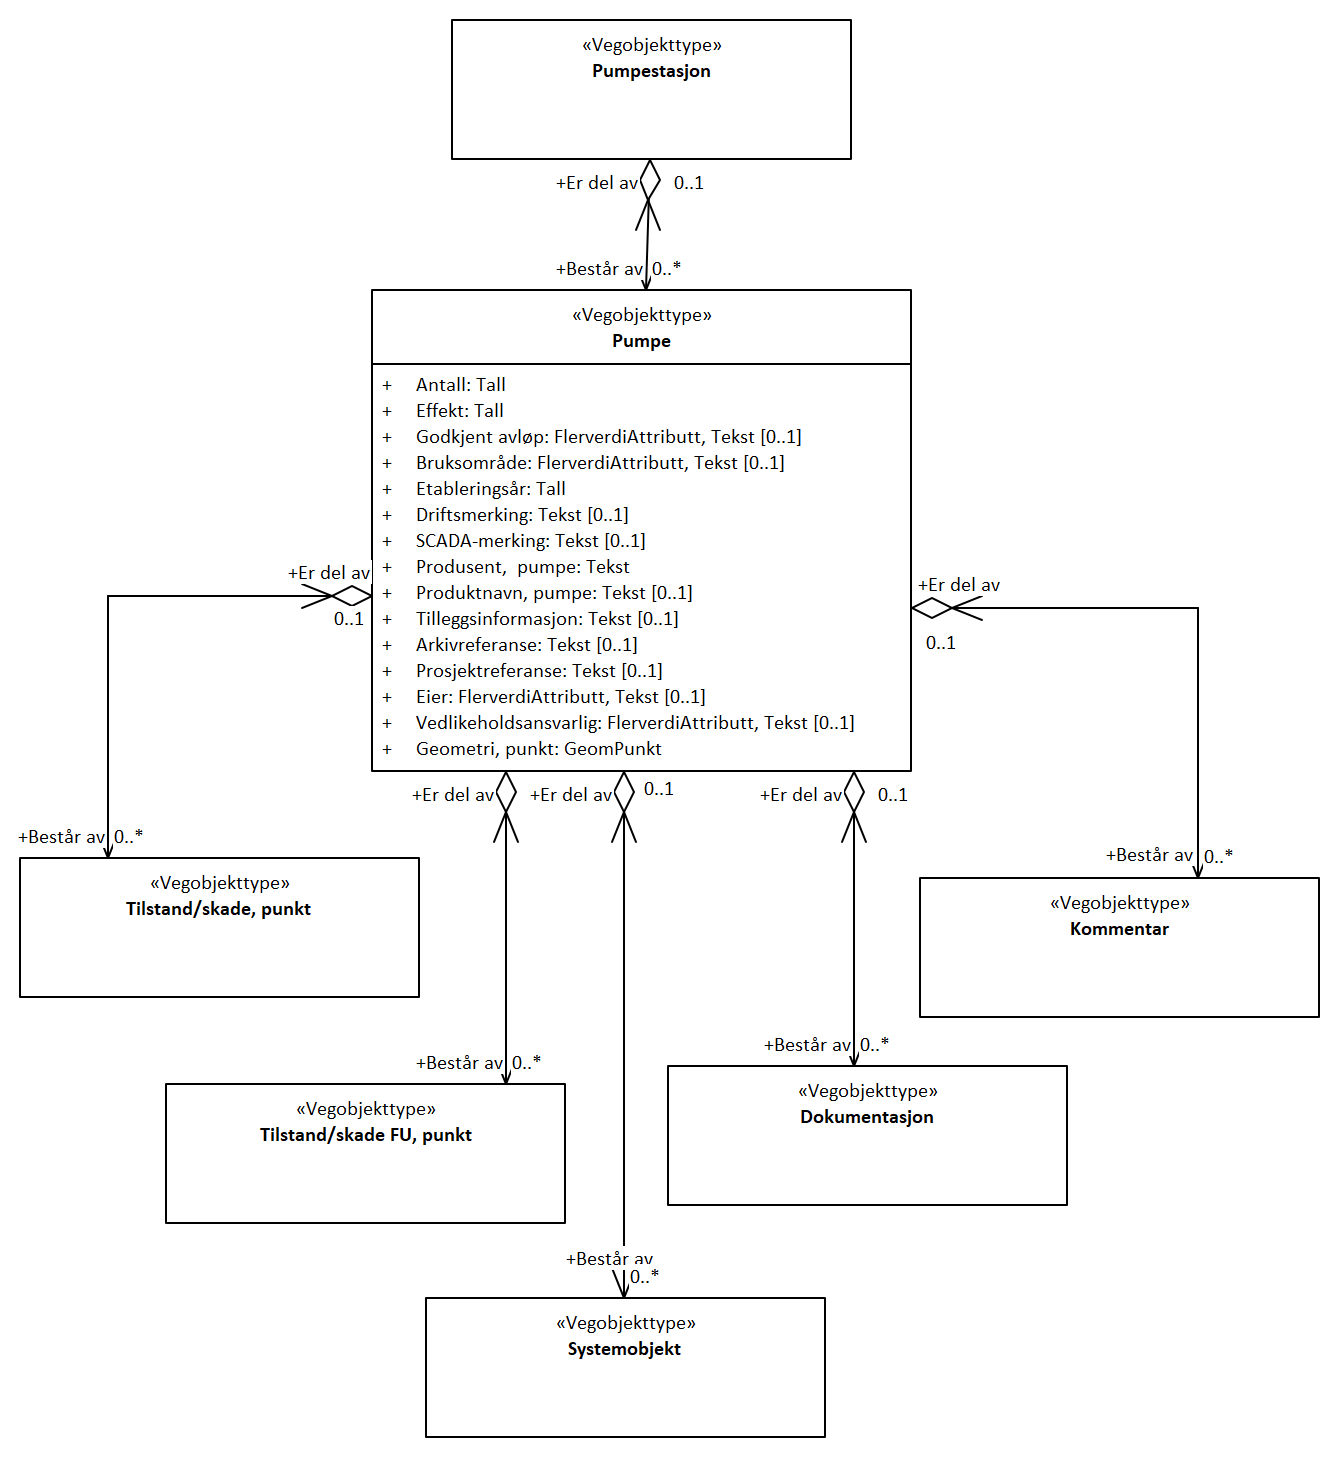 «Vegobjekttype»
Pumpestasjon
+Er del av 0..1
+Består av 0..*
«Vegobjekttype»
Pumpe
+ Antall: Tall
+ Effekt: Tall
+ Godkjent avløp: FlerverdiAttributt, Tekst [0..1]
+ Bruksområde: FlerverdiAttributt, Tekst [0..1]
+ Etableringsår: Tall
+ Driftsmerking: Tekst [0..1]
+ SCADA-merking: Tekst [0..1]
+ Produsent,  pumpe: Tekst
+ Produktnavn, pumpe: Tekst [0..1]
+ Tilleggsinformasjon: Tekst [0..1]
+ Arkivreferanse: Tekst [0..1]
+ Prosjektreferanse: Tekst [0..1]
+ Eier: FlerverdiAttributt, Tekst [0..1]
+ Vedlikeholdsansvarlig: FlerverdiAttributt, Tekst [0..1]
+ Geometri, punkt: GeomPunkt
+Er del av
0..1
+Er del av
0..1
+Er del av
+Er del av 0..1
+Er del av 0..1
+Består av 0..*
«Vegobjekttype»
Tilstand/skade, punkt
+Består av 0..*
«Vegobjekttype»
Kommentar
+Består av 0..*
«Vegobjekttype»
Tilstand/skade FU, punkt
+Består av 0..*
«Vegobjekttype»
Dokumentasjon
+Består av
0..*
«Vegobjekttype»
Systemobjekt